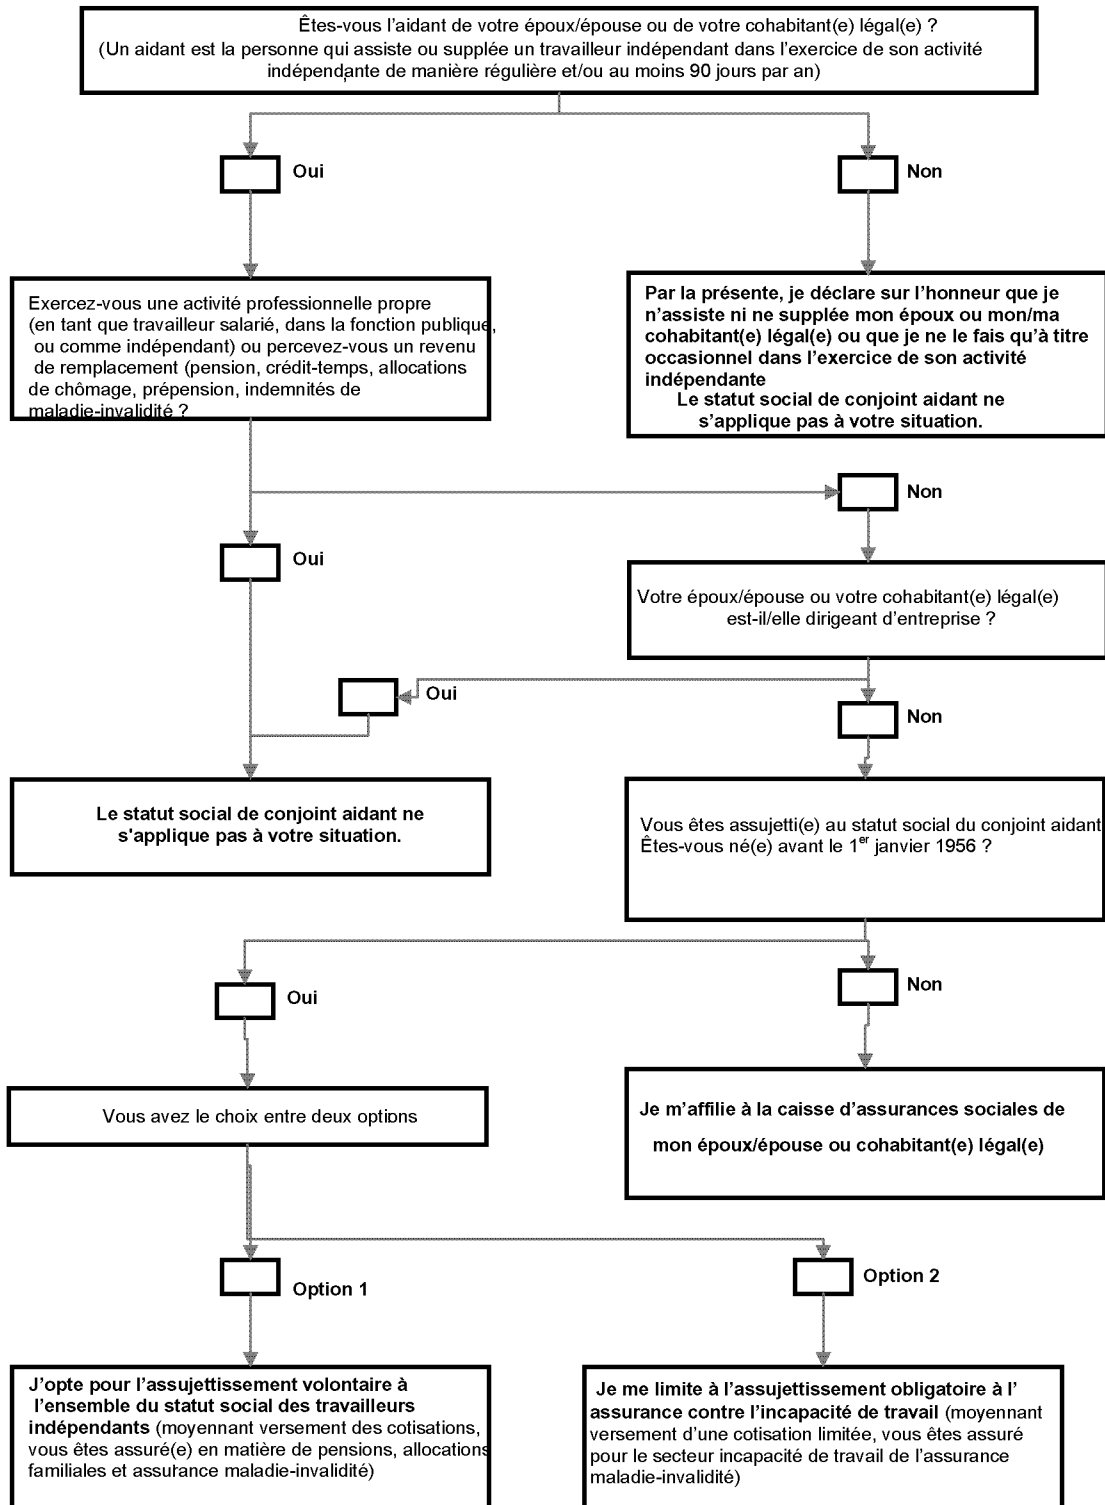 Êtes-vous l'aidant de votre époux/épouse ou de votre cohabitant(e) légal(e) ?
(Un aidant est la personne qui assiste ou supplée un travailleur indépendant dans l'exercice de son activité
indépendante de manière régulière et/ou au moins 90 jours par an)
Oui
Non
Exercez-vous une activité professionnelle propre
(en tant que travailleur salarié, dans la fonction publique,
ou comme indépendant) ou percevez-vous un revenu
de remplacement (pension, crédit-temps, allocations
de chômage, prépension, indemnités de
maladie-invalidité ?
Par la présente, je déclare sur l'honneur que je
n'assiste ni ne supplée mon époux ou mon/ma
cohabitant(e) légal(e) ou que je ne le fais qu'à titre
occasionnel dans l'exercice de son activité
indépendante
Le statut social de conjoint aidant ne
s'applique pas à votre situation.
Non
Oui
Votre époux/épouse ou votre cohabitant(e) légal(e)
est-il/elle dirigeant d'entreprise ?
Oui
Non
Le statut social de conjoint aidant ne
s'applique pas à votre situation.
Vous êtes assujetti(e) au statut social du conjoint aidant
Êtes-vous né(e) avant le 1er janvier 1956 ?
Oui
Non
Vous avez le choix entre deux options
Je m'affilie à la caisse d'assurances sociales de
mon époux/épouse ou cohabitant(e) légal(e)
Option 1
Option 2
J'opte pour l'assujettissement volontaire à
l'ensemble du statut social des travailleurs
indépendants (moyennant versement des cotisations,
vous êtes assuré(e) en matière de pensions, allocations
familiales et assurance maladie-invalidité)
Je me limite à l'assujettissement obligatoire à l'
assurance contre l'incapacité de travail (moyennant
versement d'une cotisation limitée, vous êtes assuré
pour le secteur incapacité de travail de l'assurance
maladie-invalidité)